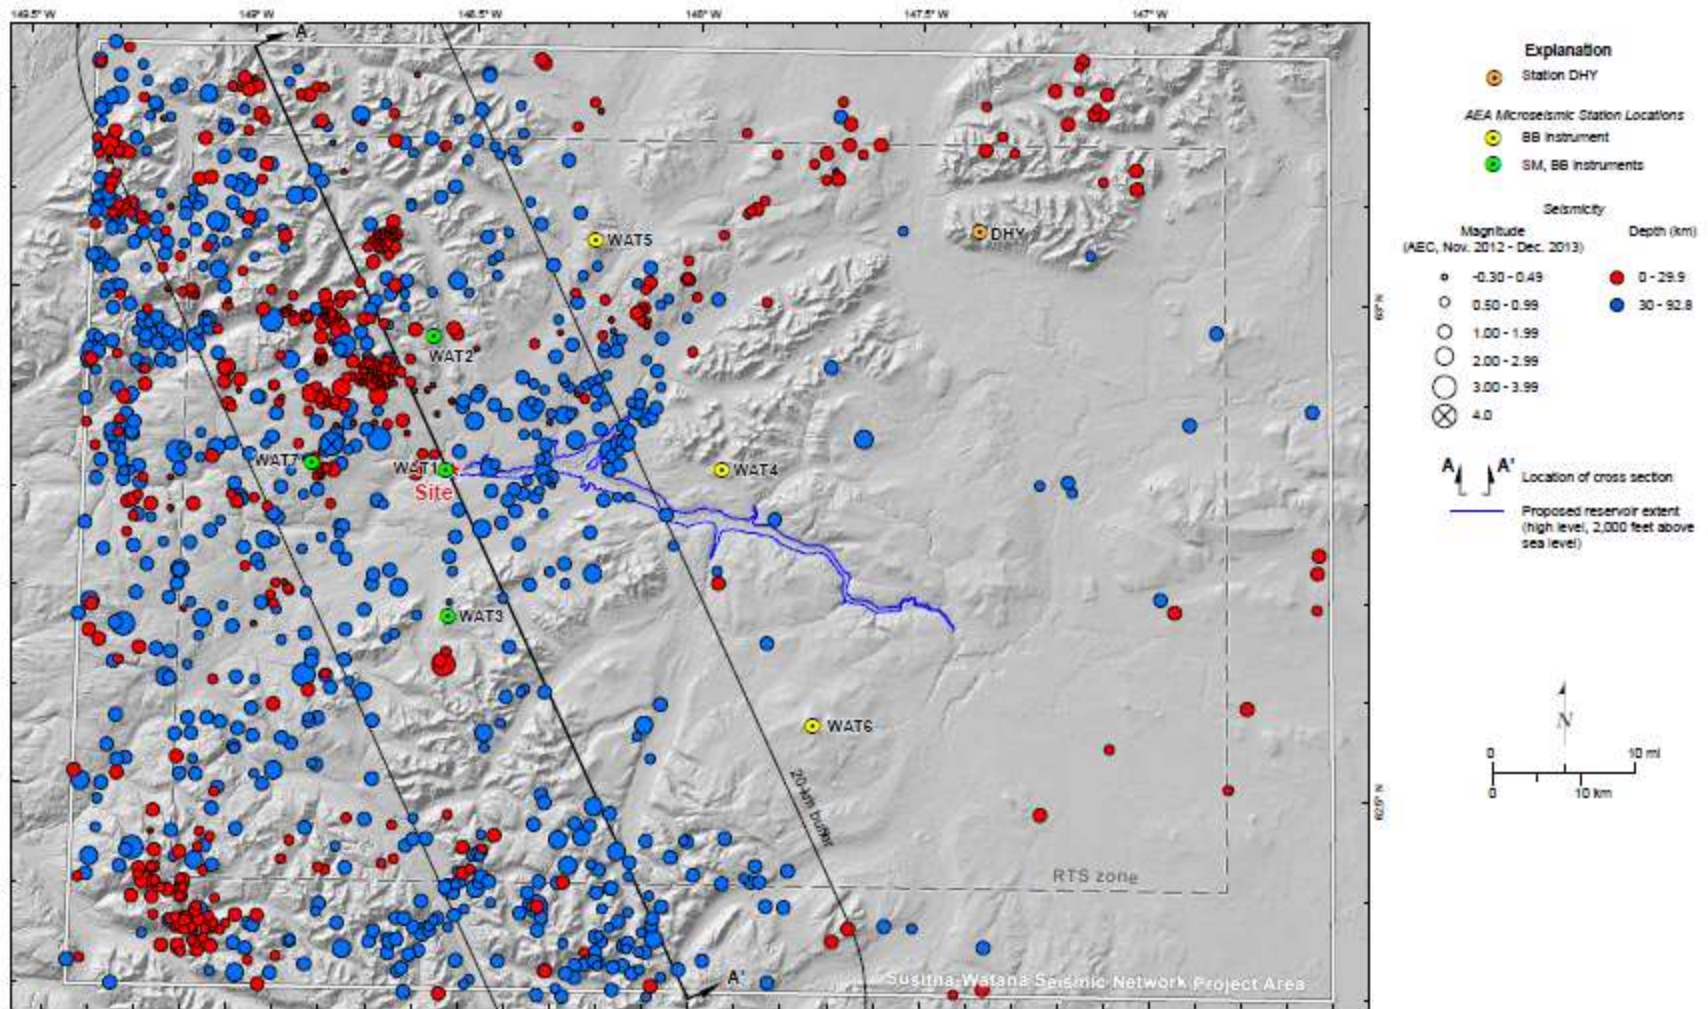 149.5°W
149°W
148.5°W
148°W
147.5°W
147°W
A
WAT5
DHY
WAT2
WAT7
WAT1
Site
WAT4
WAT3
WAT6
20-km buffer
RTS zone
A'
Susitna-Watana Seismic Network Project Area
63°N
62.5°N
Explanation
Station DHY
AEA Microseismic Station Locations
BB Instrument
SM, BB Instruments
Seismicity
Magnitude
(AEC, Nov. 2012 - Dec. 2013)
Depth (km)
-0.30 - 0.49
0 - 29.9
0.50 - 0.99
30 - 92.8
1.00 - 1.99
2.00 - 2.99
3.00 - 3.99
4.0
A A'
Location of cross section
Proposed reservoir extent
(high level, 2,000 feet above
sea level)
N
0 10 mi
0 10 km